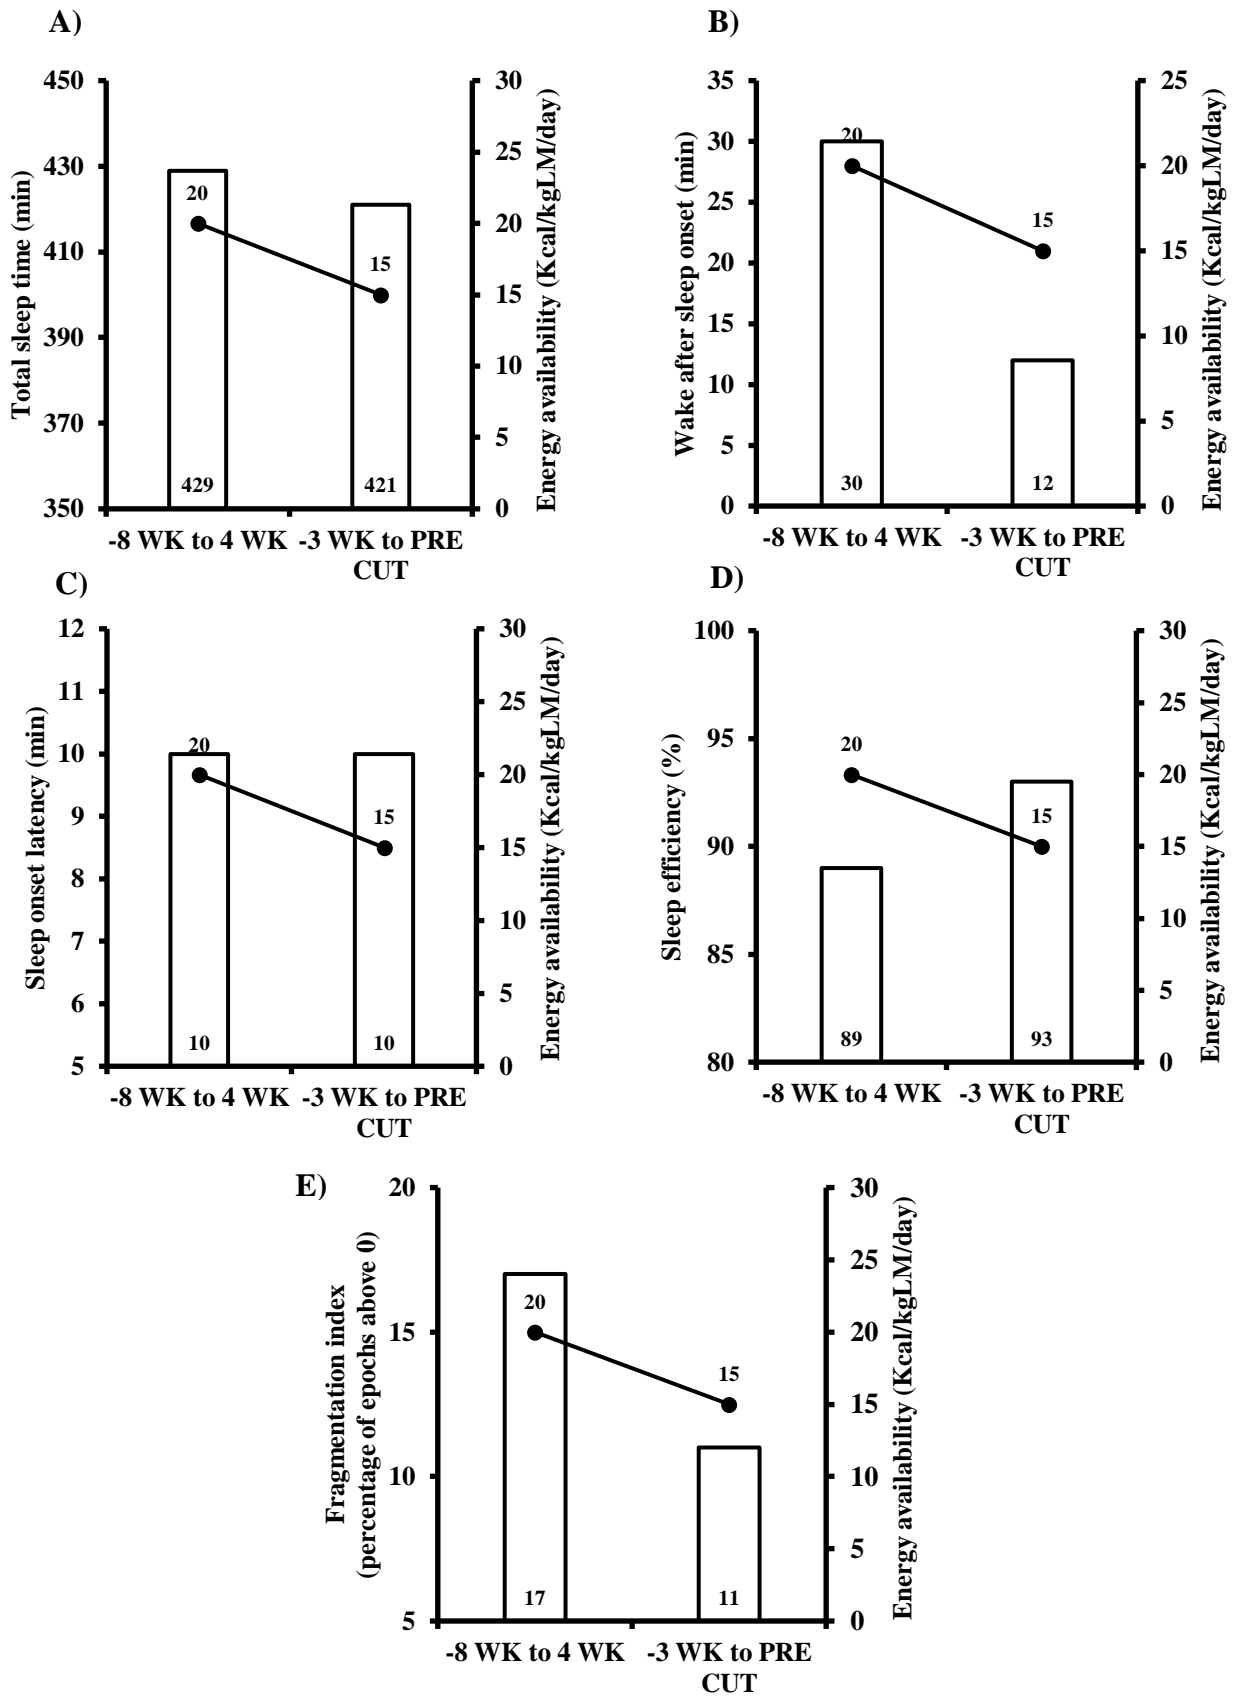 A)
Total sleep time (min)
450
430
410
390
370
350
30
25
20
15
10
5
0
Energy availability (Kcal/kgLM/day)
20
15
429
421
-8 WK to 4 WK
-3 WK to PRE
CUT
B)
Wake after sleep onset (min)
35
30
25
20
15
10
5
0
25
20
15
10
5
0
Energy availability (Kcal/kgLM/day)
20
15
30
12
-8 WK to 4 WK
-3 WK to PRE
CUT
C)
Sleep onset latency (min)
12
11
10
9
8
7
6
5
30
25
20
15
10
5
0
Energy availability (Kcal/kgLM/day)
20
15
10
10
-8 WK to 4 WK
-3 WK to PRE
CUT
D)
Sleep efficiency (%)
100
95
90
85
80
30
25
20
15
10
5
0
Energy availability (Kcal/kgLM/day)
20
15
89
93
-8 WK to 4 WK
-3 WK to PRE
CUT
E)
Fragmentation index
(percentage of epochs above 0)
20
15
10
5
30
25
20
15
10
5
0
Energy availability (Kcal/kgLM/day)
20
15
17
11
-8 WK to 4 WK
-3 WK to PRE
CUT